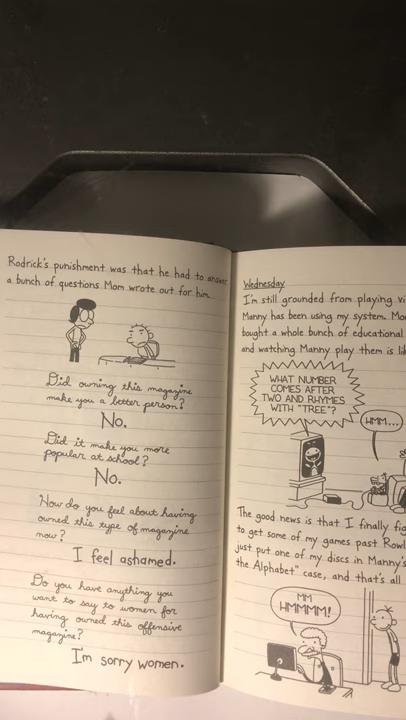 Rodrick's punishment was that he had to answer
a bunch of questions Mom wrote out for him.
Did owning this magazine
make you a better person?
No.
Did it make you more
popular at school?
No.
How do you feel about having
owned this type of magazine
now?
I feel ashamed.
Do you have anything you
want to say to women for
having owned this offensive
magazine?
I'm sorry women.
Wednesday
I'm still grounded from playing vi
Manny has been using my system. Mo
bought a whole bunch of educational
and watching Manny play them is li
WHAT NUMBER
COMES AFTER
TWO AND RHYMES
WITH "TREE"?
HMM...
The good news is that I finally fig
to get some of my games past Rowl
just put one of my discs in Manny's
the Alphabet" case, and that's all
MM
HMMMMM!